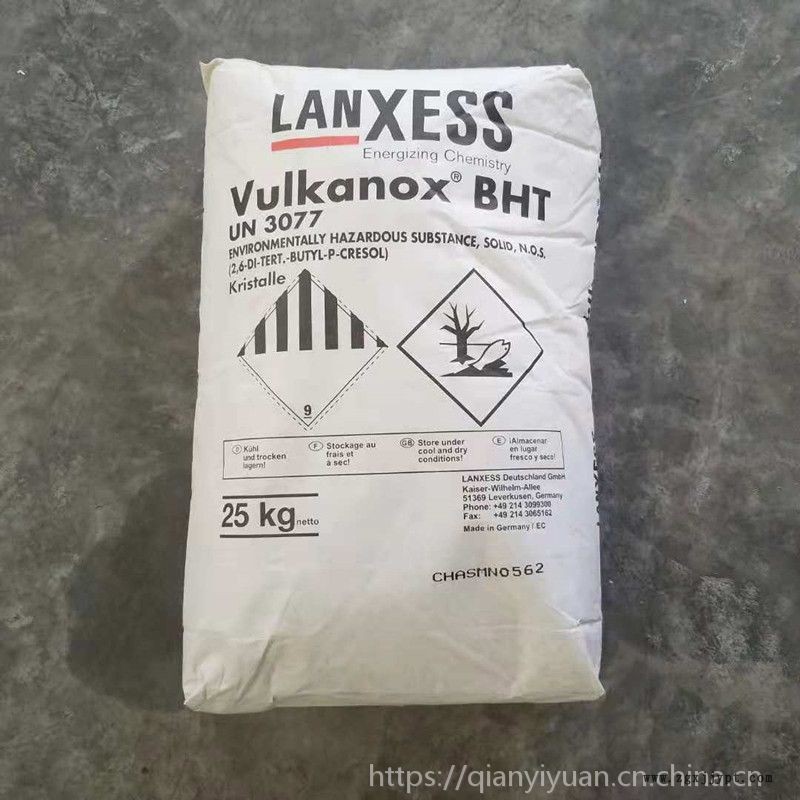 LANXESS
Energizing Chemistry
Vulkanox® BHT
UN 3077
ENVIRONMENTALLY HAZARDOUS SUBSTANCE, SOLID, N.O.S.
(2,6-DI-TERT.-BUTYL-P-CRESOL)
Kristalle
9
D Kühl
und trocken
lagern!
F Stockage au
frais et
à sec!
GB Store under
cool and dry
conditions!
E ¡Almacenar
en lugar
fresco y seco!
25 kg netto
LANXESS Deutschland GmbH
Kaiser-Wilhelm-Allee
51369 Leverkusen, Germany
Phone: +49 214 3099300
Fax: +49 214 3065162
Made in Germany / EC
CHASMN0562
LANXESS
https://qianyiyuan.cn.china.cn